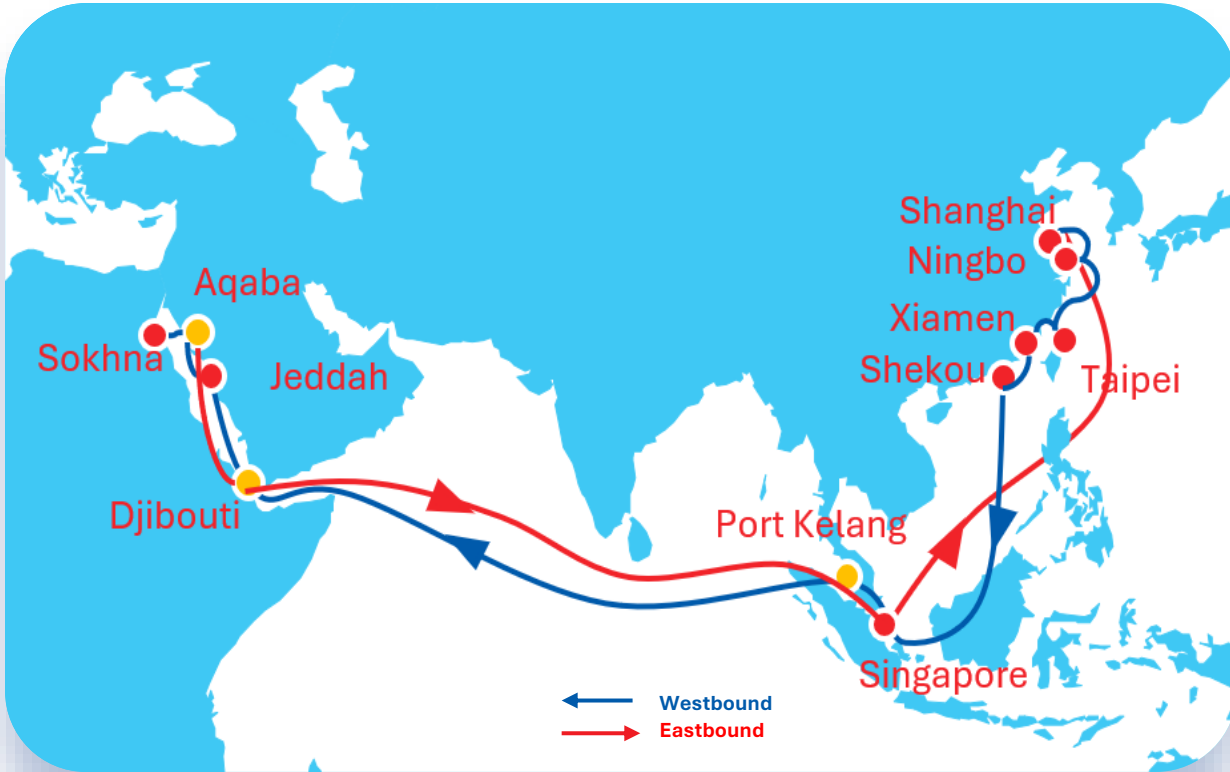 Shanghai
Ningbo
Aqaba
Xiamen
Sokhna
Jeddah
Shekou
Taipei
Djibouti
Port Kelang
Singapore
Westbound
Eastbound